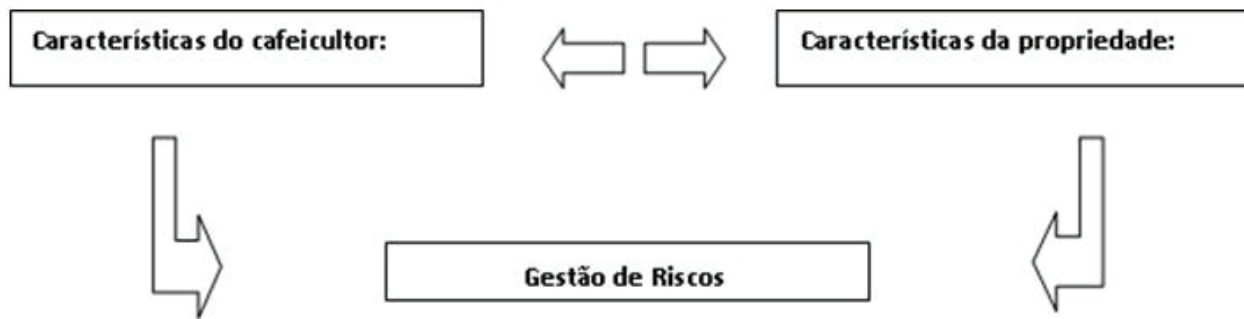 Características do cafeicultor:
Características da propriedade:
Gestão de Riscos